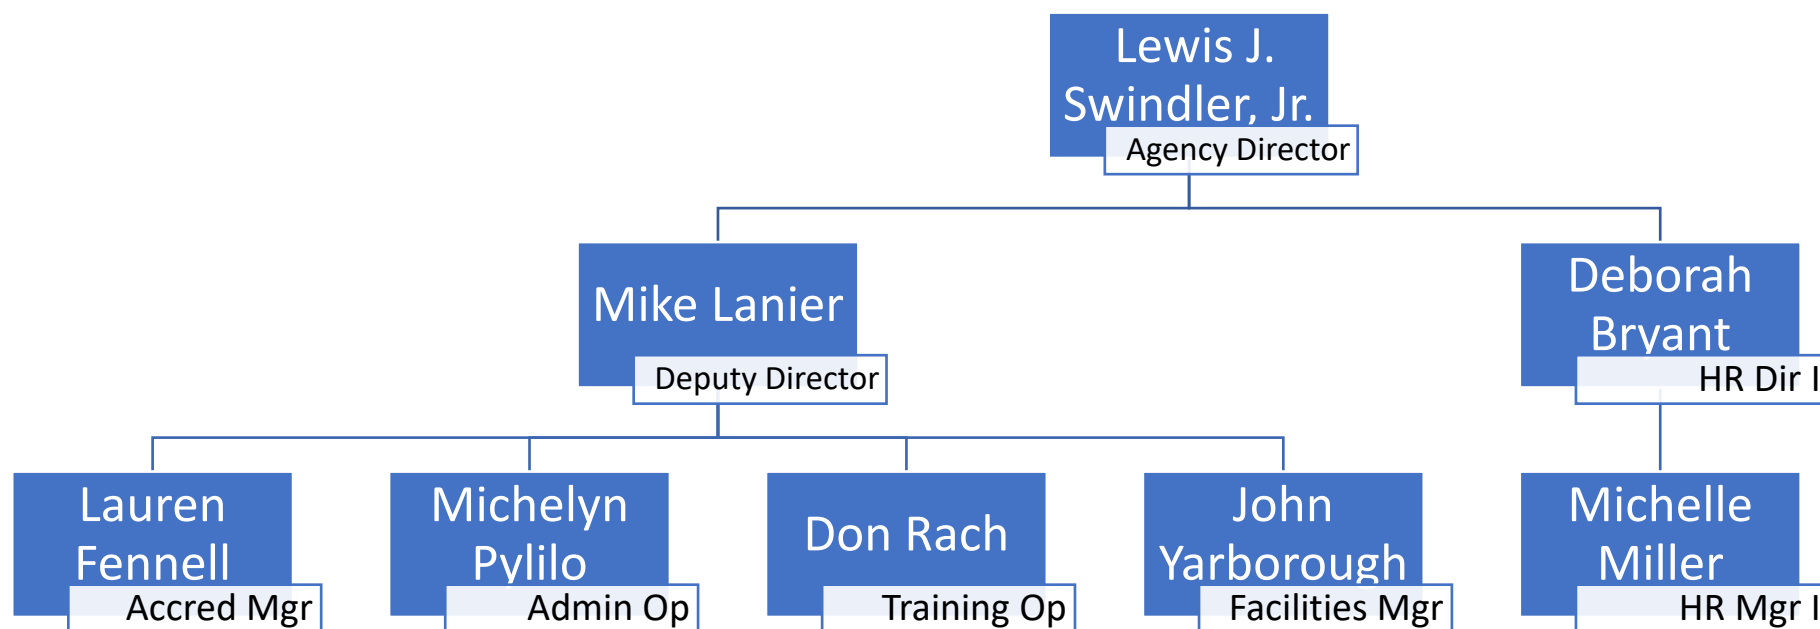 Lewis J.
Swindler, Jr.
Agency Director
Mike Lanier
Deputy Director
Deborah
Bryant
HR Dir I
Lauren
Fennell
Accred Mgr
Michelyn
Pylilo
Admin Op
Don Rach
Training Op
John
Yarborough
Facilities Mgr
Michelle
Miller
HR Mgr I